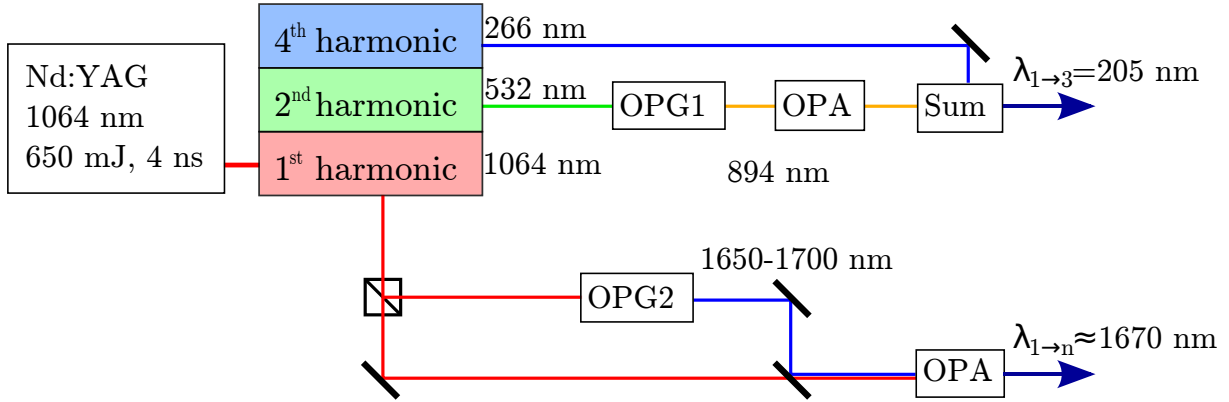 4th harmonic
266 nm
λ1→3=205 nm
Nd:YAG
1064 nm
650 mJ, 4 ns
2nd harmonic
532 nm
OPG1
OPA
Sum
1st harmonic
1064 nm
894 nm
1650-1700 nm
OPG2
λ1→n≈1670 nm
OPA